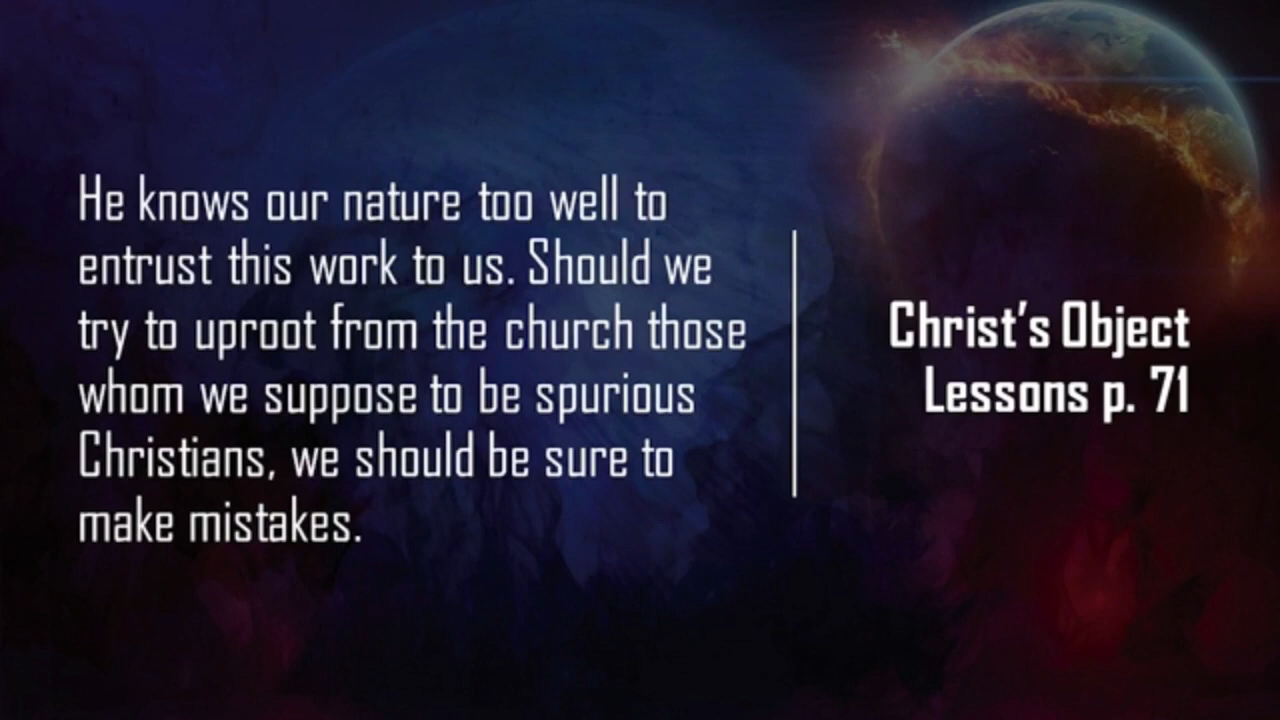 He knows our nature too well to
entrust this work to us. Should we
try to uproot from the church those
whom we suppose to be spurious
Christians, we should be sure to
make mistakes.
Christ's Object
Lessons p. 71